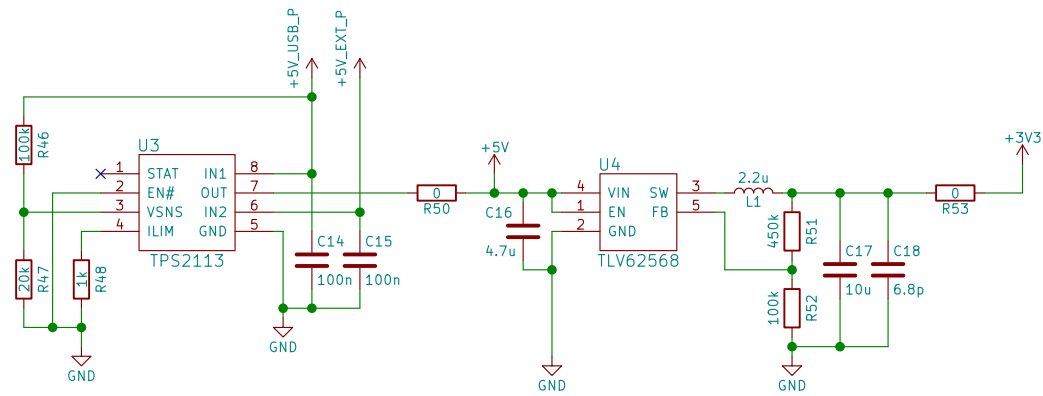 +5V_USB_P
+5V_EXT_P
100k
R46
20k
R47
1k
R48
U3
1 STAT IN1 8
2 EN# OUT 7
3 VSNS IN2 6
4 ILIM GND 5
TPS2113
C14
100n
C15
100n
GND
GND
0
R50
+5V
C16
4.7u
U4
4 VIN SW 3
1 EN FB 5
2 GND
TLV62568
GND
2.2u
L1
450k
R51
100k
R52
C17
10u
C18
6.8p
GND
0
R53
+3V3